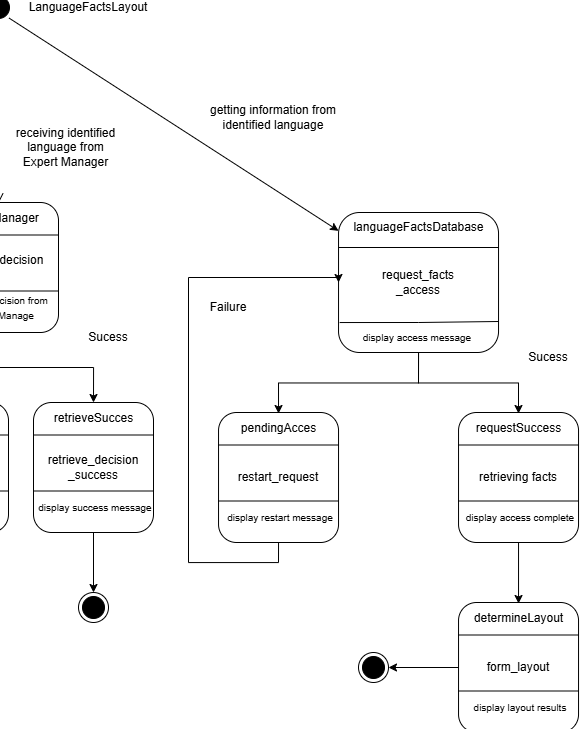 LanguageFactsLayout
getting information from
identified language
receiving identified
language from
Expert Manager
lanager
decision
cision from
Manage
languageFactsDatabase
request_facts
_access
display access message
Failure
Sucess
Sucess
retrieveSucces
retrieve_decision
_success
display success message
pendingAcces
restart_request
display restart message
requestSuccess
retrieving facts
display access complete
determineLayout
form_layout
display layout results